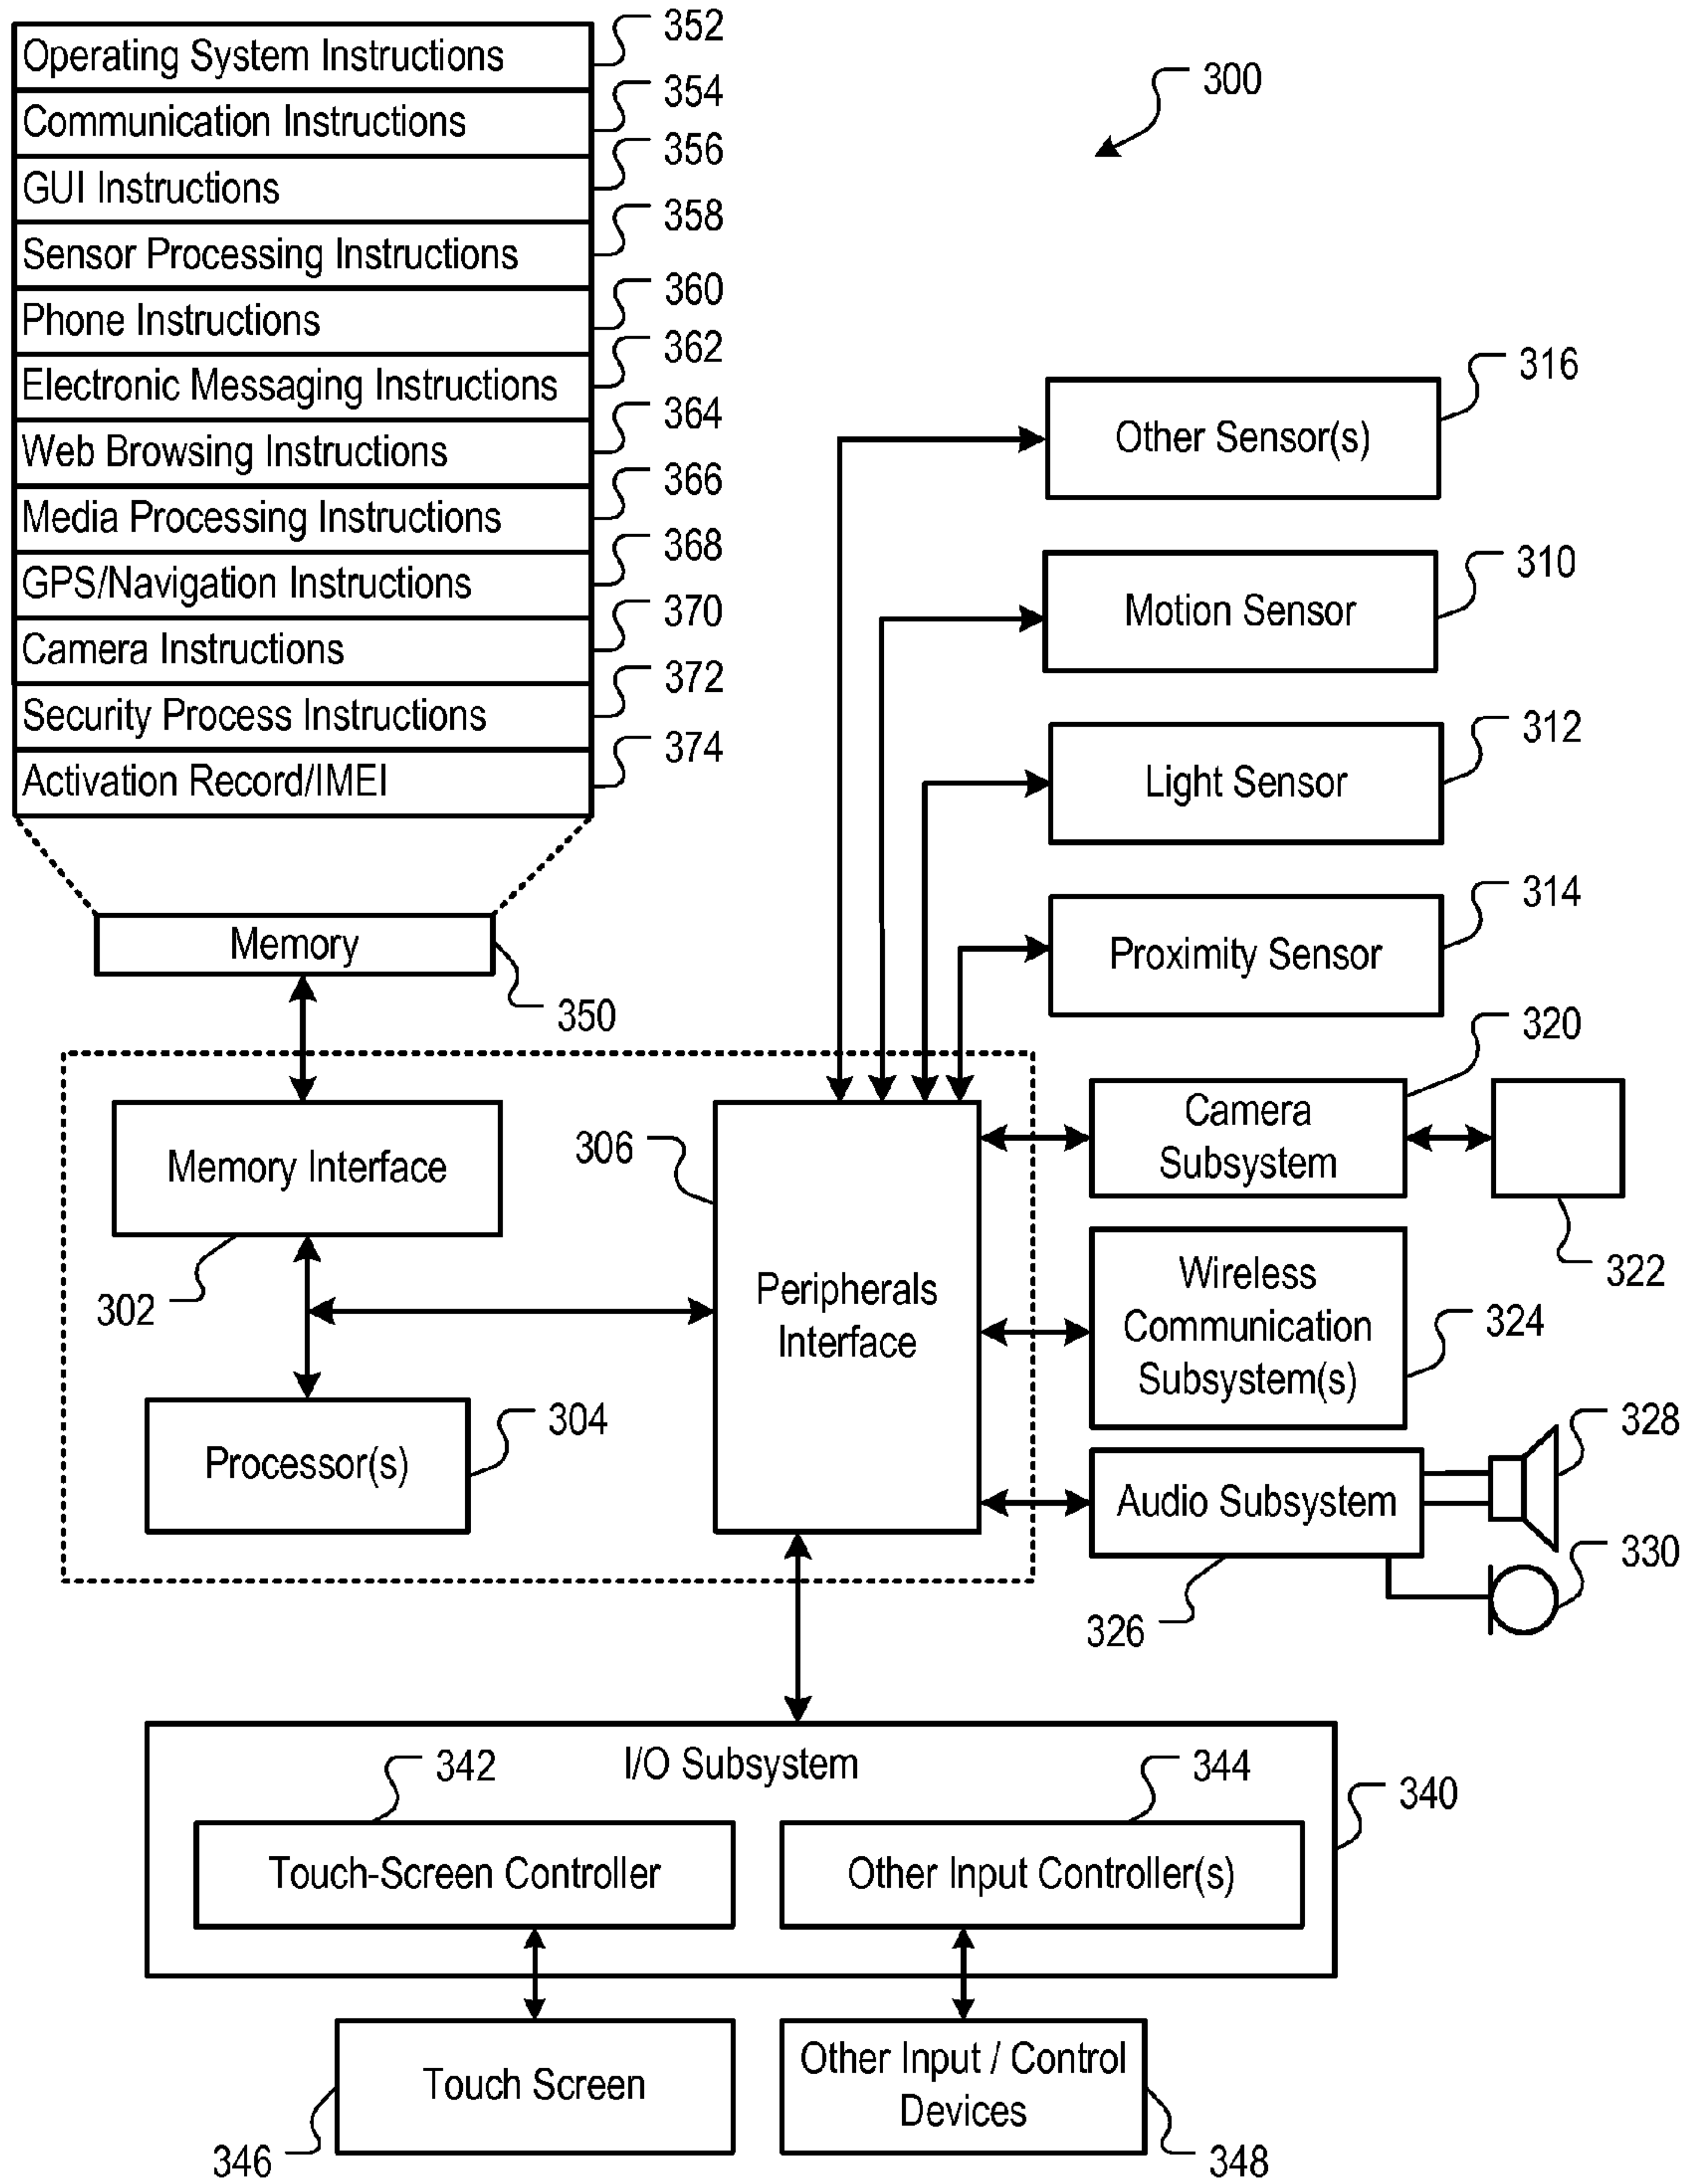 352
Operating System Instructions
354
Communication Instructions
356
GUI Instructions
358
Sensor Processing Instructions
360
Phone Instructions
362
Electronic Messaging Instructions
364
Web Browsing Instructions
366
Media Processing Instructions
368
GPS/Navigation Instructions
370
Camera Instructions
372
Security Process Instructions
374
Activation Record/IMEI
300
316
Other Sensor(s)
310
Motion Sensor
312
Light Sensor
314
Proximity Sensor
Memory
350
320
Camera
Subsystem
322
Memory Interface
302
306
Peripherals
Interface
Wireless
Communication
Subsystem(s)
324
304
Processor(s)
328
Audio Subsystem
330
326
I/O Subsystem
342
344
340
Touch-Screen Controller
Other Input Controller(s)
Touch Screen
346
Other Input / Control
Devices
348